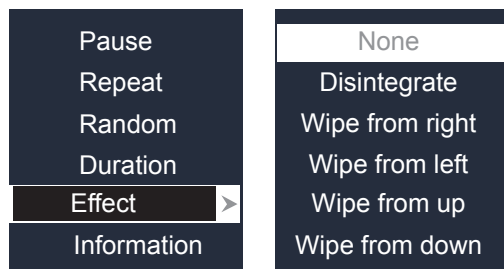 Pause
Repeat
Random
Duration
Effect
Information
None
Disintegrate
Wipe from right
Wipe from left
Wipe from up
Wipe from down